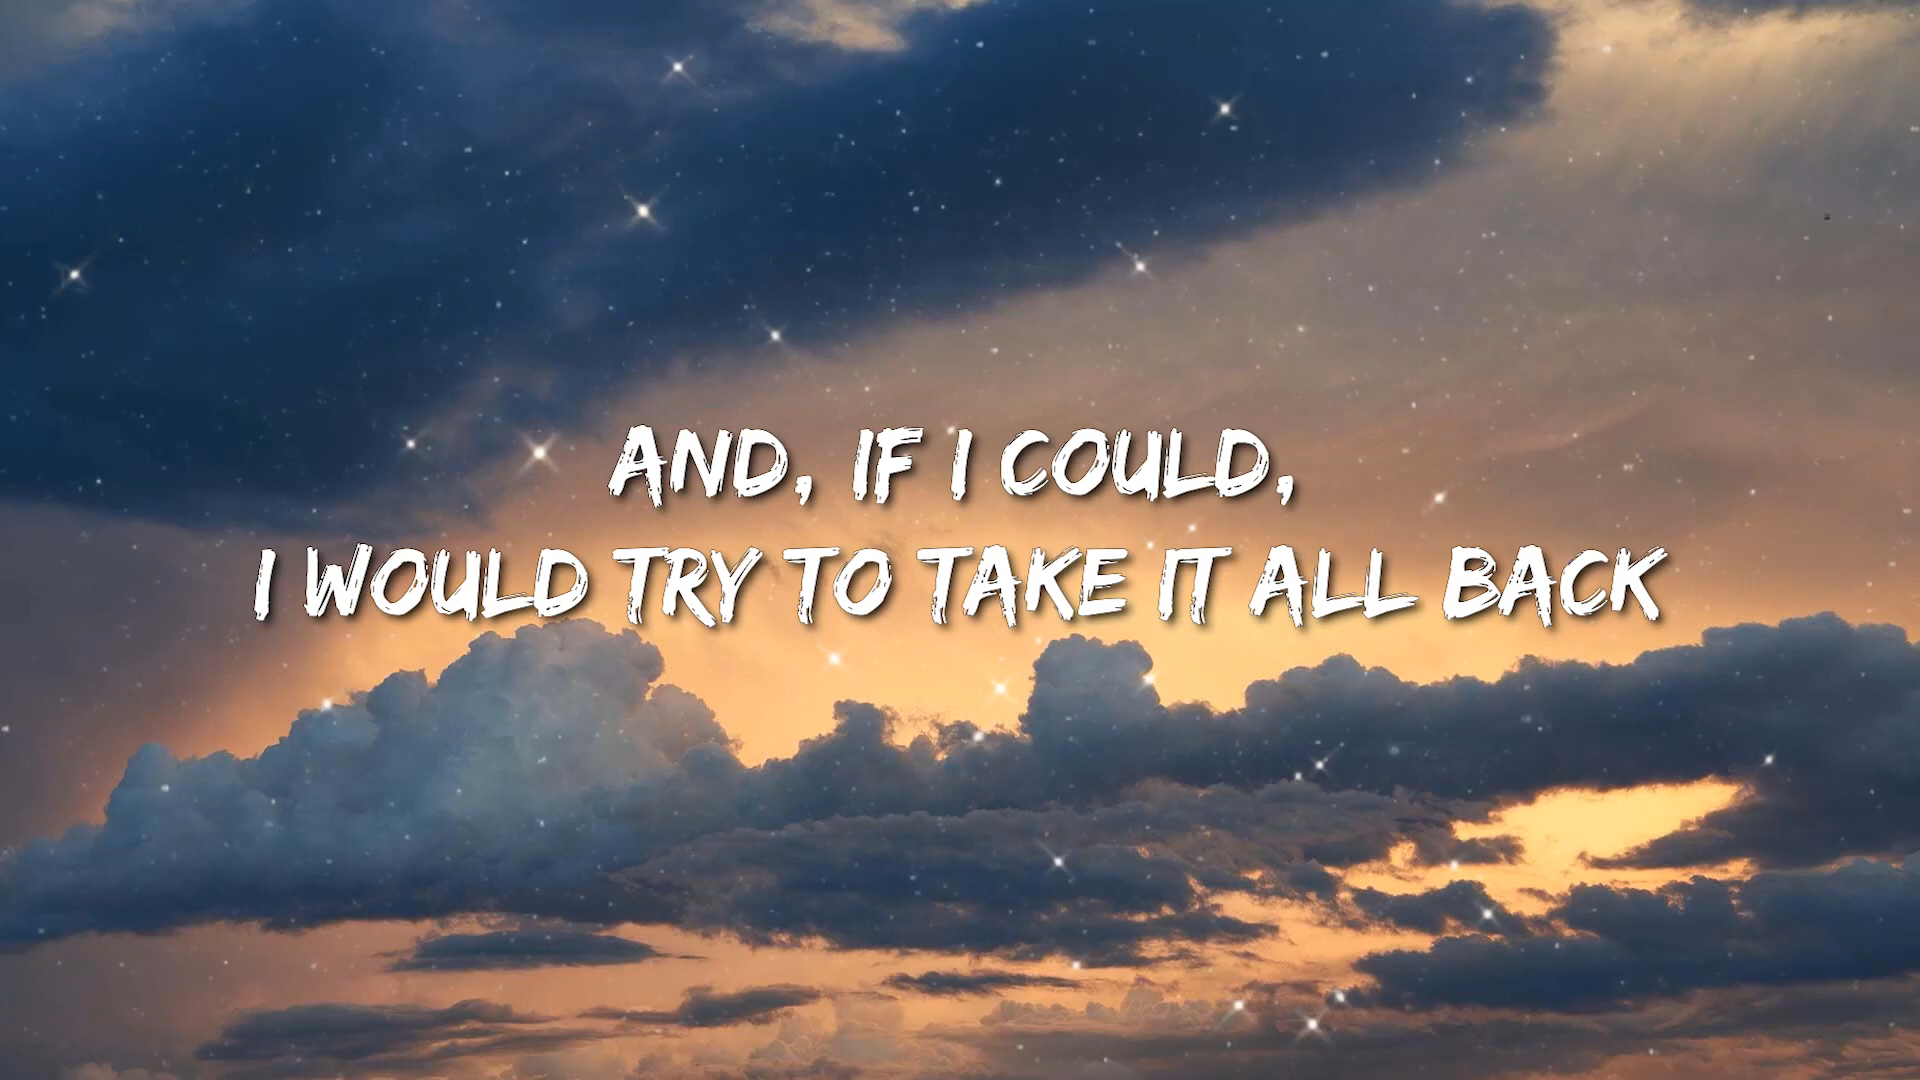 AND, IF I COULD,
I WOULD TRY TO TAKE IT ALL BACK